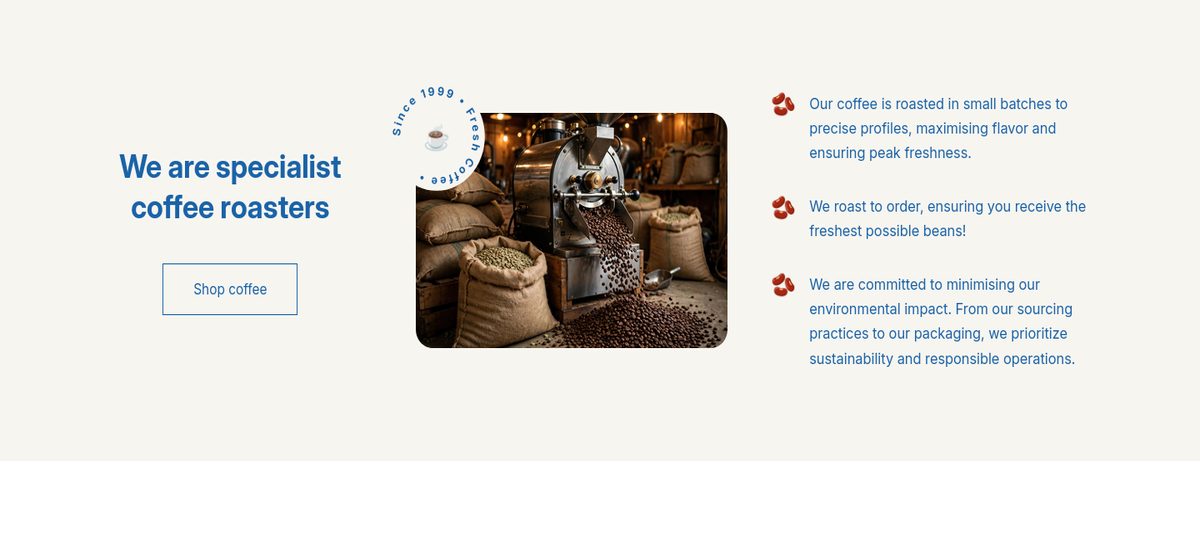 We are specialist
coffee roasters
Shop coffee
Since 1999 • Fresh Coffee •
Our coffee is roasted in small batches to
precise profiles, maximising flavor and
ensuring peak freshness.
We roast to order, ensuring you receive the
freshest possible beans!
We are committed to minimising our
environmental impact. From our sourcing
practices to our packaging, we prioritize
sustainability and responsible operations.